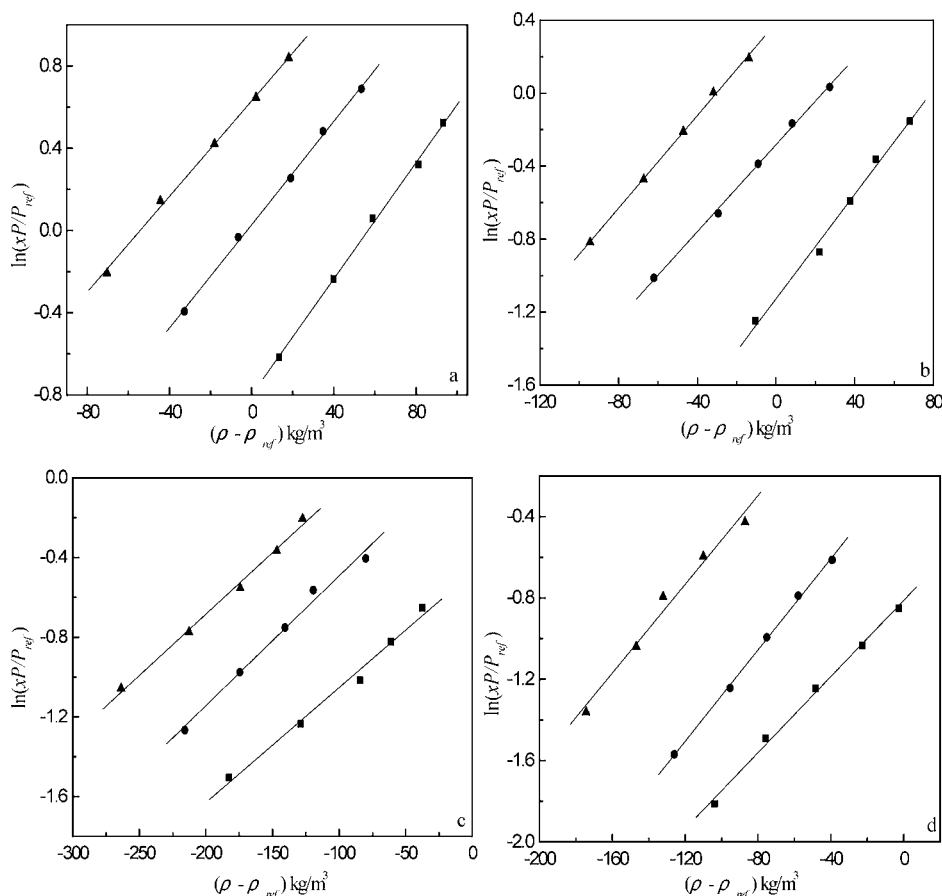 0.8
0.4
0.0
-0.4
-0.8
-80 -40 0 40 80
ln(xP/P_ref)
(ρ - ρ_ref) kg/m³
a
0.4
0.0
-0.4
-0.8
-1.2
-1.6
-120 -80 -40 0 40 80
ln(xP/P_ref)
(ρ - ρ_ref) kg/m³
b
0.0
-0.4
-0.8
-1.2
-1.6
-300 -250 -200 -150 -100 -50 0
ln(xP/P_ref)
(ρ - ρ_ref) kg/m³
c
-0.4
-0.8
-1.2
-1.6
-2.0
-200 -160 -120 -80 -40 0
ln(xP/P_ref)
(ρ - ρ_ref) kg/m³
d